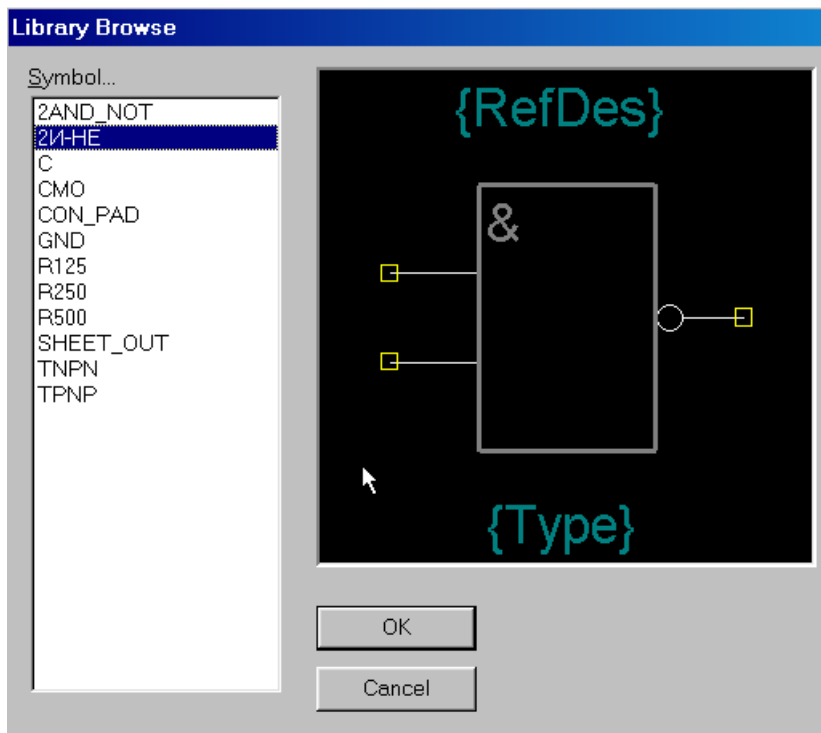 Library Browse
Symbol...
2AND_NOT
2И-НЕ
C
CMO
CON_PAD
GND
R125
R250
R500
SHEET_OUT
TNPN
TPNP
{RefDes}
&
{Type}
OK
Cancel